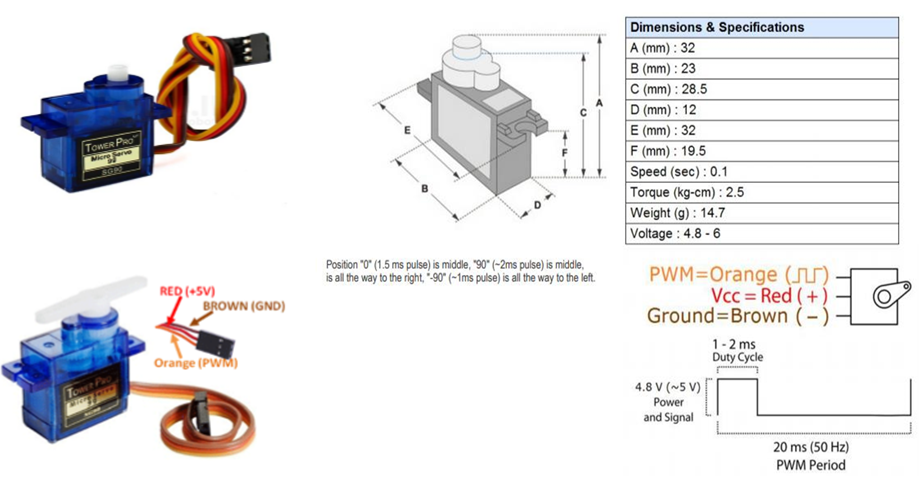 TOWER PRO
Micro Servo
99
SG90
E
B
D
F
C
A
Dimensions & Specifications
A (mm) : 32
B (mm) : 23
C (mm) : 28.5
D (mm) : 12
E (mm) : 32
F (mm) : 19.5
Speed (sec) : 0.1
Torque (kg-cm) : 2.5
Weight (g) : 14.7
Voltage : 4.8 - 6
Position "0" (1.5 ms pulse) is middle, "90" (~2ms pulse) is middle,
is all the way to the right, "-90" (~1ms pulse) is all the way to the left.
RED (+5V)
BROWN (GND)
Orange (PWM)
TOWER PRO
PWM=Orange (⎍⎍)
Vcc = Red (+)
Ground=Brown (−)
1 - 2 ms
Duty Cycle
4.8 V (~5 V)
Power
and Signal
20 ms (50 Hz)
PWM Period